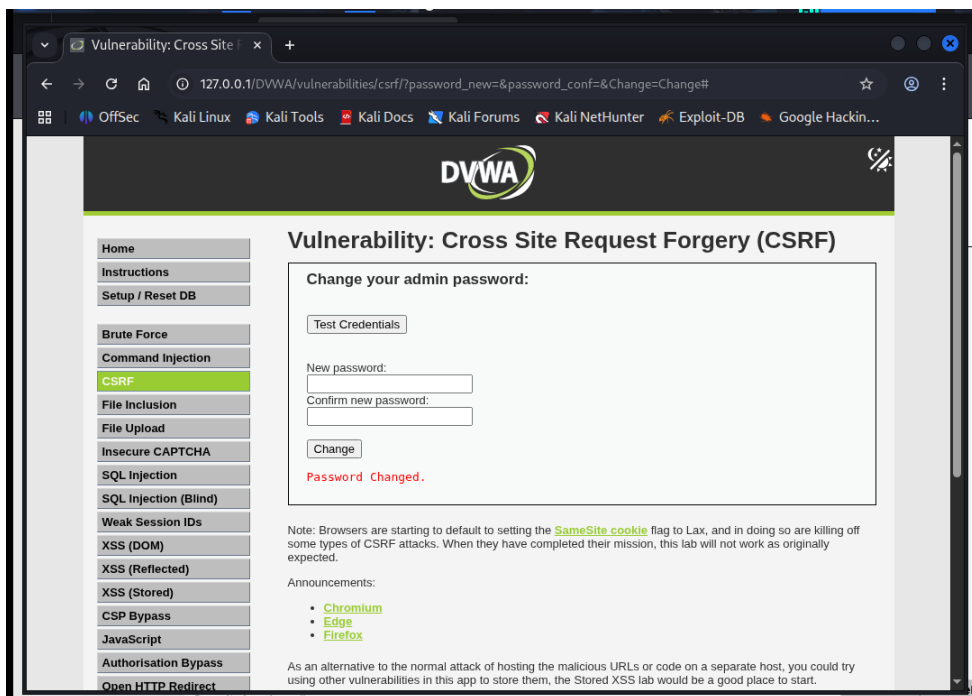 Vulnerability: Cross Site F
127.0.0.1/DVWA/vulnerabilities/csrf/?password_new=&password_conf=&Change=Change#
OffSec Kali Linux Kali Tools Kali Docs Kali Forums Kali NetHunter Exploit-DB Google Hackin...
DVWA
Home
Instructions
Setup / Reset DB
Brute Force
Command Injection
CSRF
File Inclusion
File Upload
Insecure CAPTCHA
SQL Injection
SQL Injection (Blind)
Weak Session IDs
XSS (DOM)
XSS (Reflected)
XSS (Stored)
CSP Bypass
JavaScript
Authorisation Bypass
Open HTTP Redirect
Vulnerability: Cross Site Request Forgery (CSRF)
Change your admin password:
Test Credentials
New password:
Confirm new password:
Change
Password Changed.
Note: Browsers are starting to default to setting the SameSite cookie flag to Lax, and in doing so are killing off
some types of CSRF attacks. When they have completed their mission, this lab will not work as originally
expected.
Announcements:
Chromium
Edge
Firefox
As an alternative to the normal attack of hosting the malicious URLs or code on a separate host, you could try
using other vulnerabilities in this app to store them, the Stored XSS lab would be a good place to start.